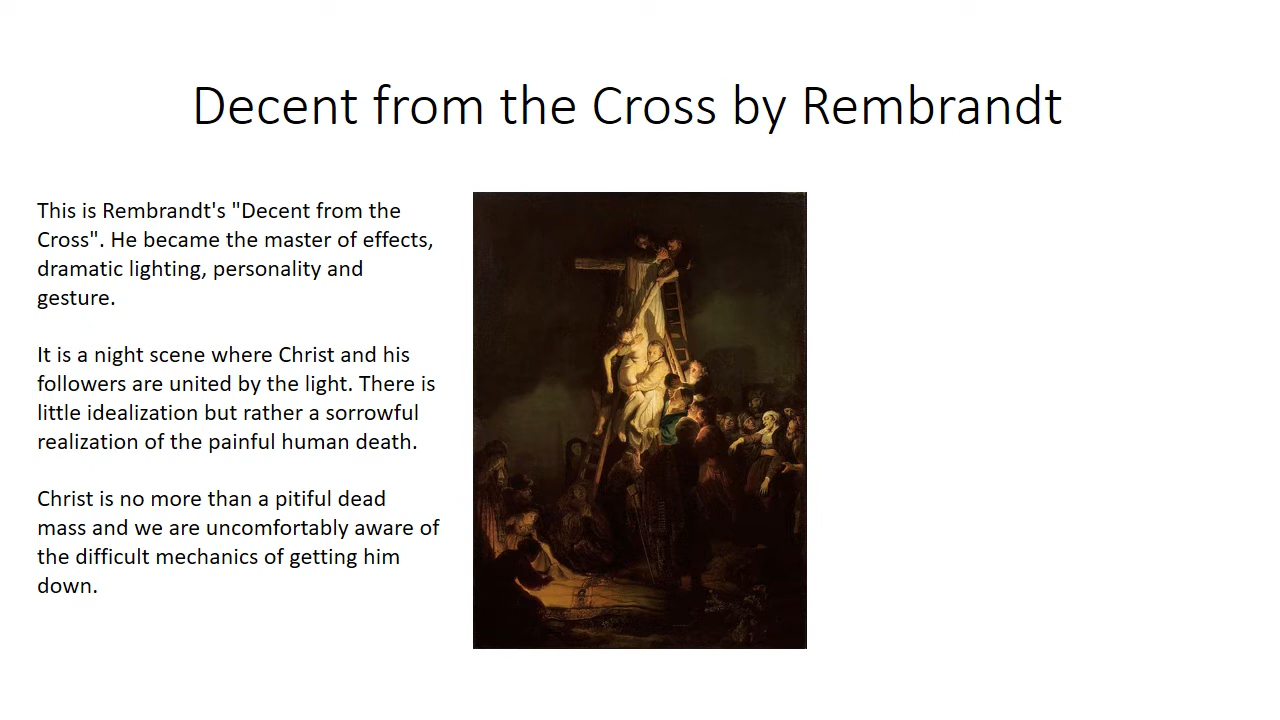 Decent from the Cross by Rembrandt
This is Rembrandt's "Decent from the
Cross". He became the master of effects,
dramatic lighting, personality and
gesture.
It is a night scene where Christ and his
followers are united by the light. There is
little idealization but rather a sorrowful
realization of the painful human death.
Christ is no more than a pitiful dead
mass and we are uncomfortably aware of
the difficult mechanics of getting him
down.